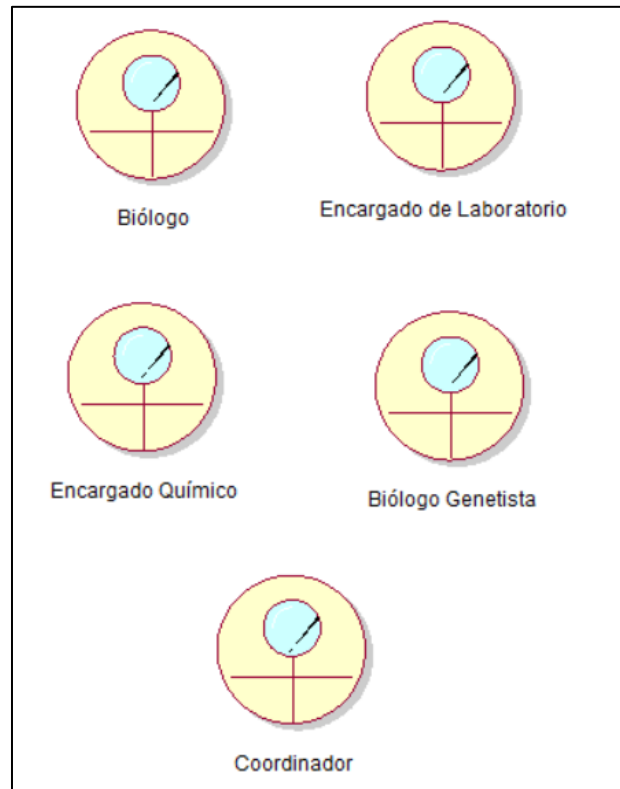 Biólogo
Encargado de Laboratorio
Encargado Químico
Biólogo Genetista
Coordinador